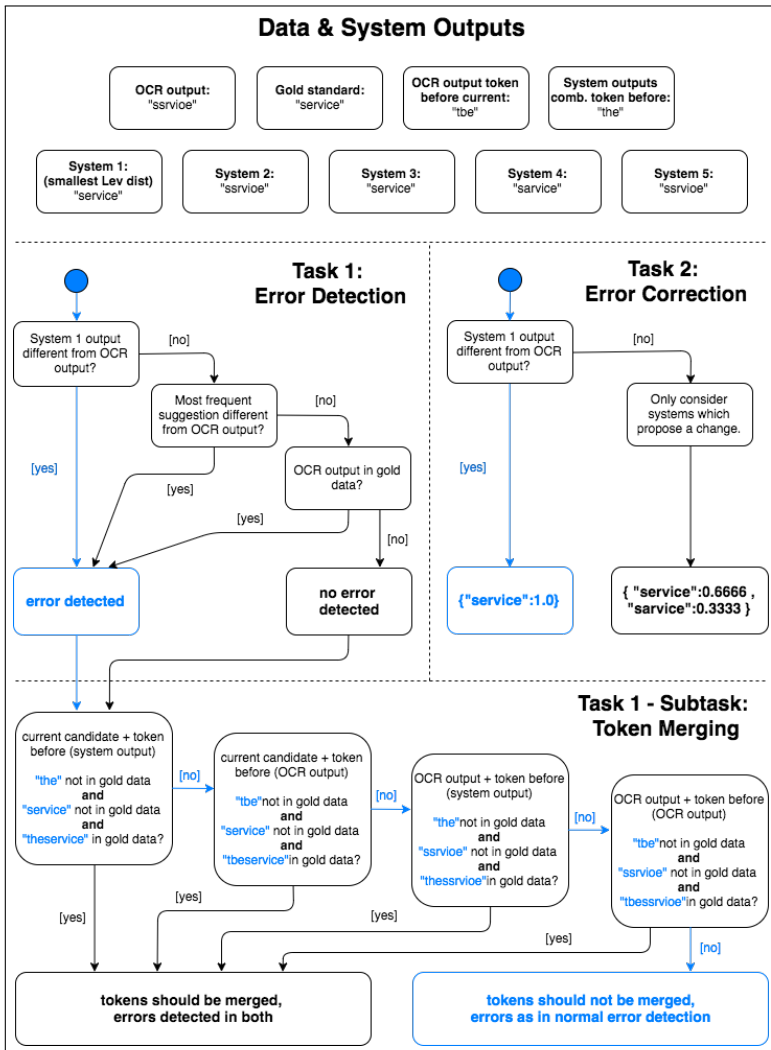 Data & System Outputs
OCR output:
"ssrvioe"
Gold standard:
"service"
OCR output token
before current:
"tbe"
System outputs
comb. token before:
"the"
System 1:
(smallest Lev dist)
"service"
System 2:
"ssrvioe"
System 3:
"service"
System 4:
"sarvice"
System 5:
"ssrvioe"
Task 1:
Error Detection
System 1 output
different from OCR
output?
[no]
Most frequent
suggestion different
from OCR output?
[no]
[yes]
[yes]
OCR output in gold
data?
[yes]
[no]
error detected
no error
detected
Task 2:
Error Correction
System 1 output
different from OCR
output?
[no]
Only consider
systems which
propose a change.
[yes]
{"service":1.0}
{ "service":0.6666 ,
"sarvice":0.3333 }
Task 1 - Subtask:
Token Merging
current candidate + token
before (system output)
"the" not in gold data
and
"service" not in gold data
and
"theservice" in gold data?
[no]
current candidate + token
before (OCR output)
"tbe"not in gold data
and
"service" not in gold data
and
"tbeservice"in gold data?
[no]
OCR output + token before
(system output)
"the"not in gold data
and
"ssrvioe" not in gold data
and
"thessrvioe"in gold data?
[no]
OCR output + token before
(OCR output)
"tbe"not in gold data
and
"ssrvioe" not in gold data
and
"tbessrvioe"in gold data?
[yes]
[yes]
[yes]
[yes]
[no]
tokens should be merged,
errors detected in both
tokens should not be merged,
errors as in normal error detection